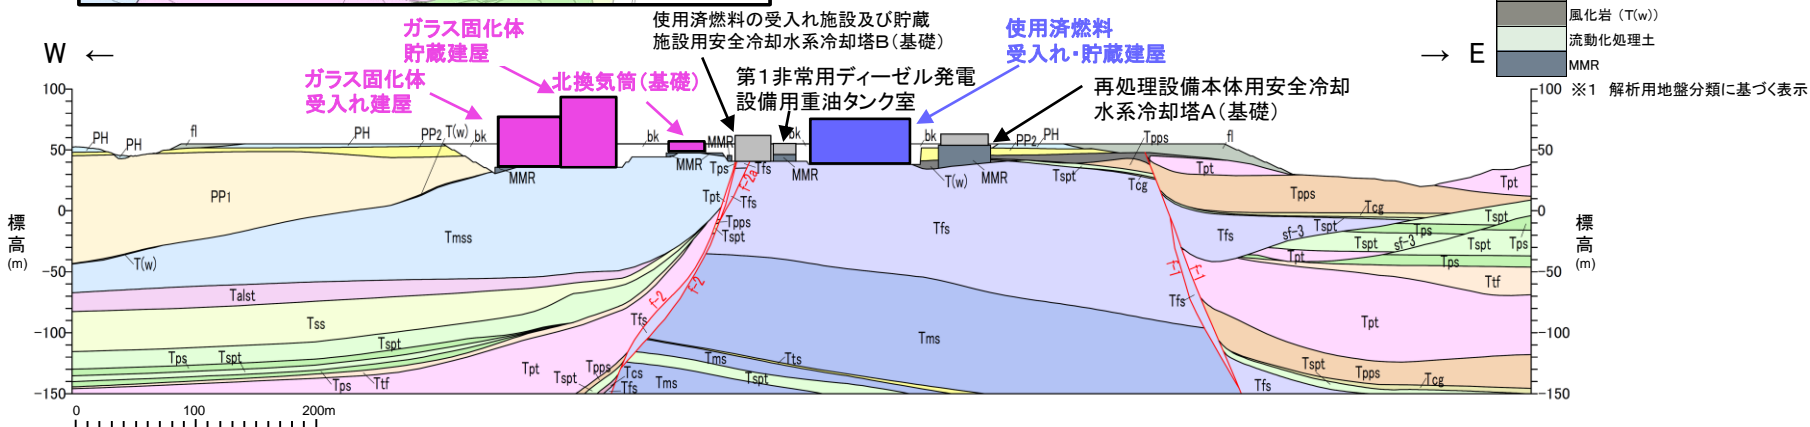 風化岩 (T(w))
流動化処理土
MMR
※1 解析用地盤分類に基づく表示
W ←
→ E
ガラス固化体
貯蔵建屋
ガラス固化体
受入れ建屋
北換気筒(基礎)
使用済燃料の受入れ施設及び貯蔵
施設用安全冷却水系冷却塔B(基礎)
第1非常用ディーゼル発電
設備用重油タンク室
使用済燃料
受入れ・貯蔵建屋
再処理設備本体用安全冷却
水系冷却塔A(基礎)
標高
(m)
100
50
0
-50
-100
-150
PH
PH
fl
PH
PP2
T(w)
bk
MMR
bk
MMR
MMR
Tps
Tfs
bk
MMR
bk
PP2
PH
T(w)
MMR
Tspt
Tcg
Tpps
fl
Tpt
Tpps
Tpt
PP1
T(w)
Tmss
Talst
Tss
Tps
Tspt
Tspt
Tps
Ttf
Tpt
f-2a
Tfs
Tpps
Tspt
f-2
f-2
Tfs
Tpt
Tspt
Tpps
Tcs
Tfs
Tms
Tms
Tspt
Tts
Tms
Tfs
f-1
f-1
Tfs
Tfs
Tcg
Tspt
Tps
Tspt
Tps
sf-3
sf-3
Tspt
Tspt
Tpt
Tps
Ttf
Tpt
Tspt
Tpps
Tcg
Tfs
100
50
0
-50
-100
-150
標高
(m)
0 100 200m